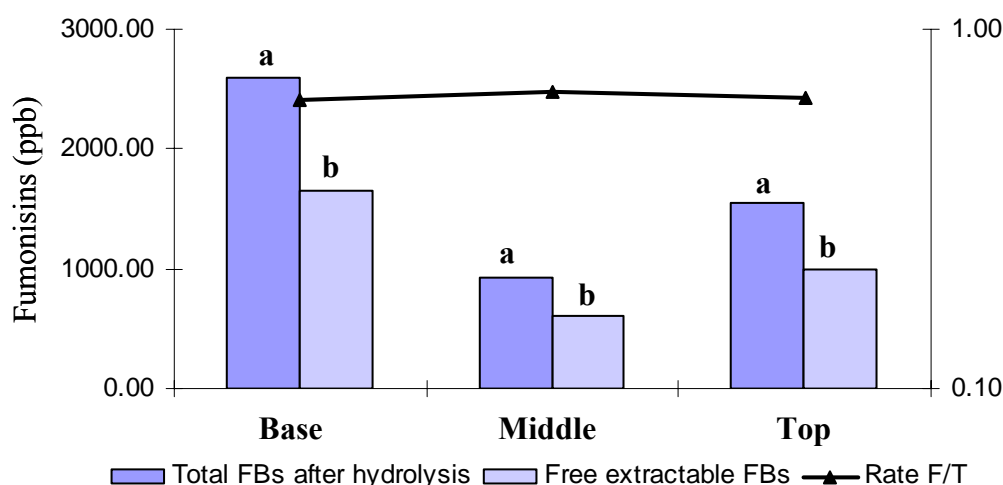 3000.00
2000.00
1000.00
0.00
Fumonisins (ppb)
a
b
a
b
a
b
1.00
0.10
Base Middle Top
Total FBs after hydrolysis Free extractable FBs Rate F/T